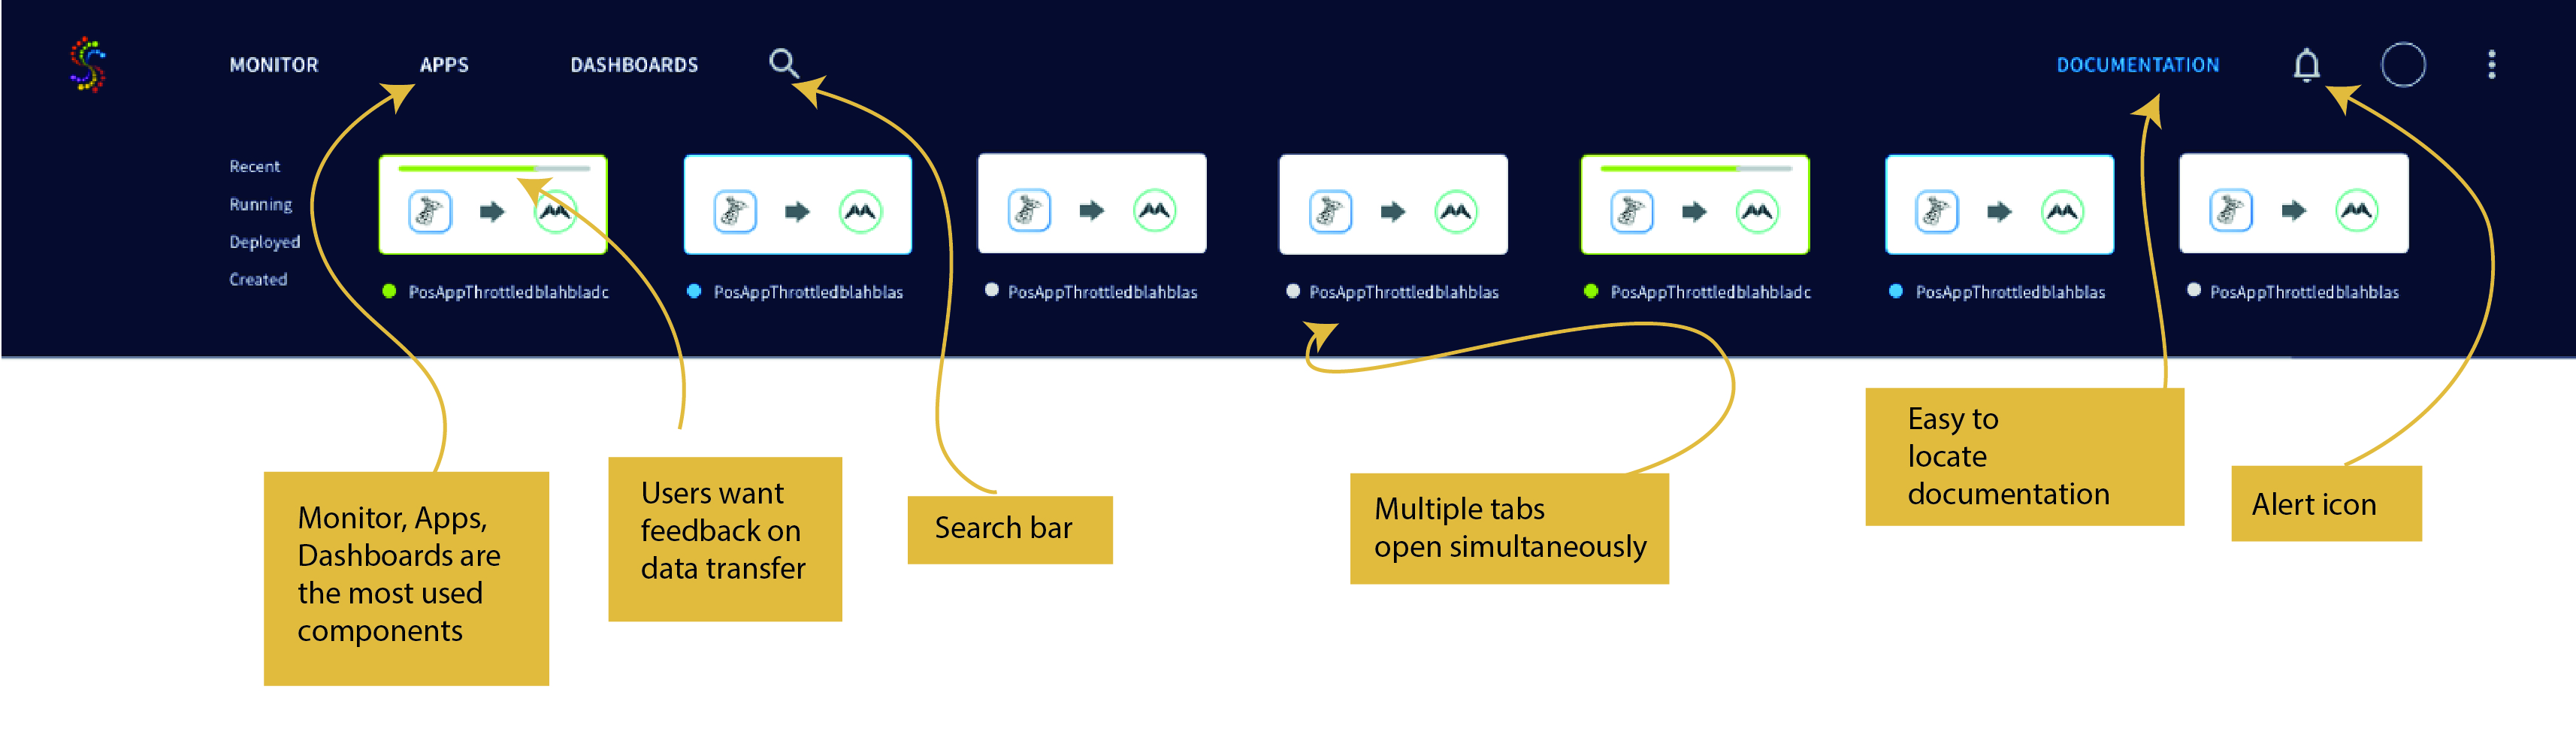 MONITOR
APPS
DASHBOARDS
DOCUMENTATION
Recent
Running
Deployed
Created
PosAppThrottledblahbladc
PosAppThrottledblahblas
PosAppThrottledblahblas
PosAppThrottledblahblas
PosAppThrottledblahbladc
PosAppThrottledblahblas
PosAppThrottledblahblas
Monitor, Apps,
Dashboards are
the most used
components
Users want
feedback on
data transfer
Search bar
Multiple tabs
open simultaneously
Easy to
locate
documentation
Alert icon